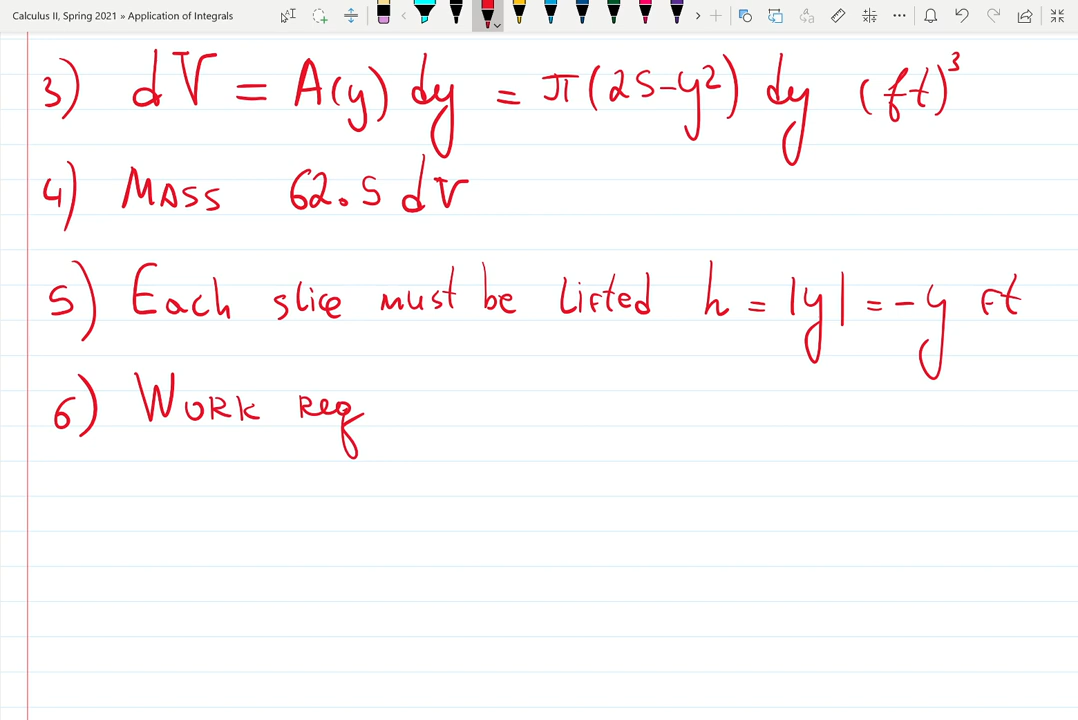 Calculus II, Spring 2021 » Application of Integrals
3) dV = A(y) dy = π(25-y²) dy (ft)³
4) MASS 62.5 dV
5) Each slice must be Lifted h = |y| = -y ft
6) WORK Req